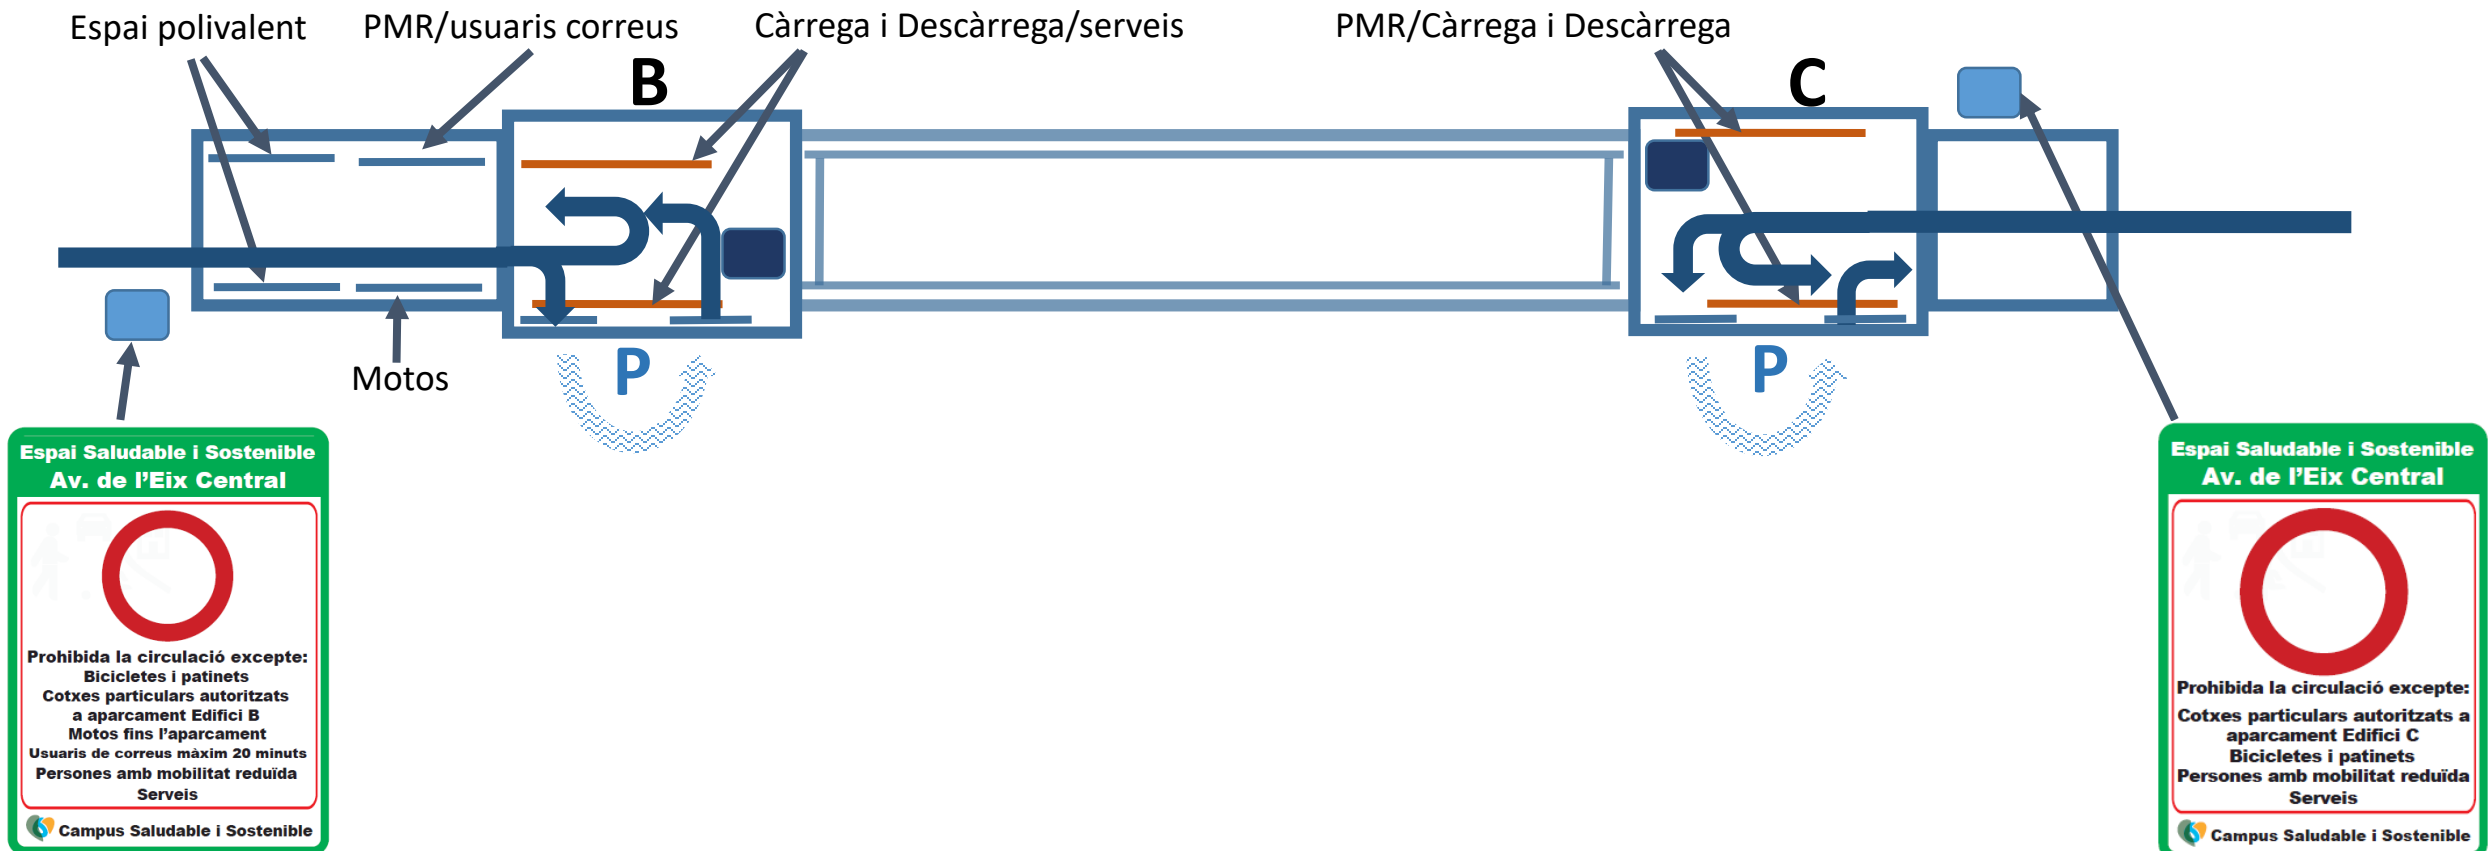 Espai polivalent
PMR/usuaris correus
Càrrega i Descàrrega/serveis
PMR/Càrrega i Descàrrega
B
C
P
P
Motos
Espai Saludable i Sostenible
Av. de l'Eix Central
Prohibida la circulació excepte:
Bicicletes i patinets
Cotxes particulars autoritzats
a aparcament Edifici B
Motos fins l'aparcament
Usuaris de correus màxim 20 minuts
Persones amb mobilitat reduïda
Serveis
Campus Saludable i Sostenible
Espai Saludable i Sostenible
Av. de l'Eix Central
Prohibida la circulació excepte:
Cotxes particulars autoritzats a
aparcament Edifici C
Bicicletes i patinets
Persones amb mobilitat reduïda
Serveis
Campus Saludable i Sostenible